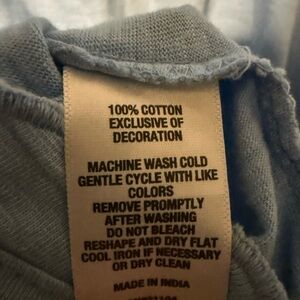 100% COTTON
EXCLUSIVE OF
DECORATION
MACHINE WASH COLD
GENTLE CYCLE WITH LIKE
COLORS
REMOVE PROMPTLY
AFTER WASHING
DO NOT BLEACH
RESHAPE AND DRY FLAT
COOL IRON IF NECESSARY
OR DRY CLEAN
MADE IN INDIA